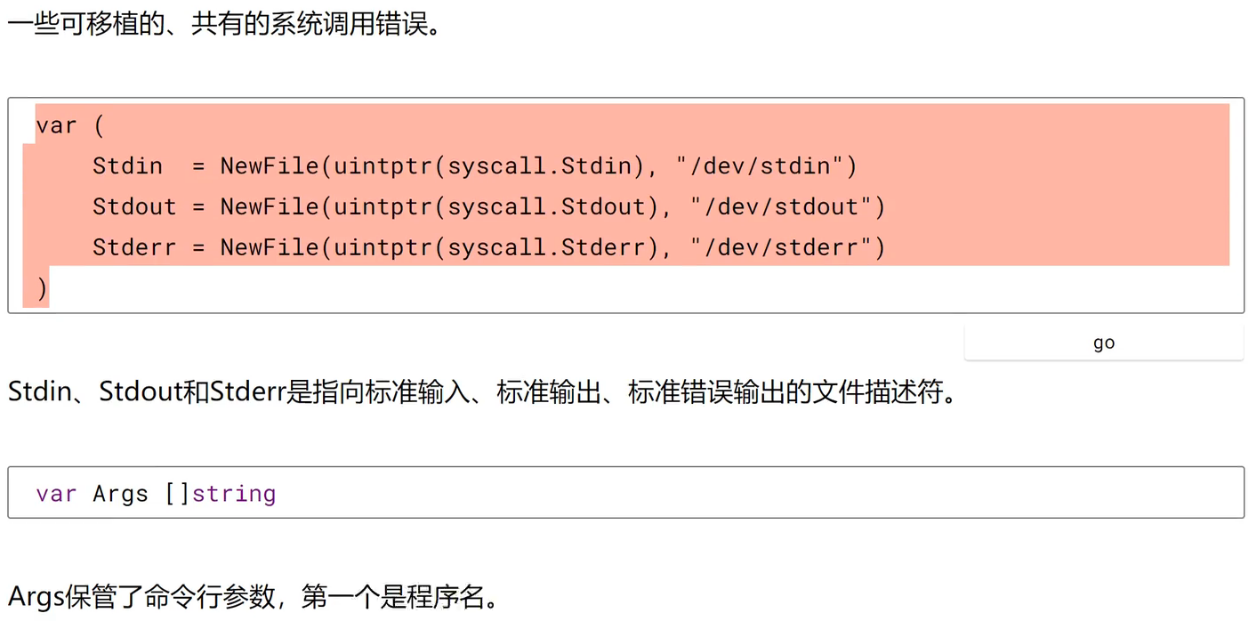 一些可移植的、共有的系统调用错误。
var (
    Stdin  = NewFile(uintptr(syscall.Stdin), "/dev/stdin")
    Stdout = NewFile(uintptr(syscall.Stdout), "/dev/stdout")
    Stderr = NewFile(uintptr(syscall.Stderr), "/dev/stderr")
)
go
Stdin、Stdout和Stderr是指向标准输入、标准输出、标准错误输出的文件描述符。
var Args []string
Args保管了命令行参数，第一个是程序名。